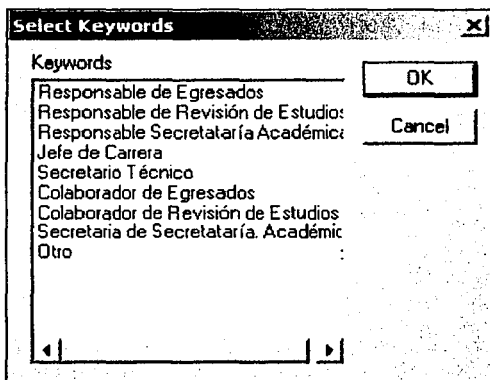 Select Keywords
Keywords
Responsable de Egresados
Responsable de Revisión de Estudios
Responsable Secretataría Académica
Jefe de Carrera
Secretario Técnico
Colaborador de Egresados
Colaborador de Revisión de Estudios
Secretaria de Secretataría. Académic
Otro
OK
Cancel